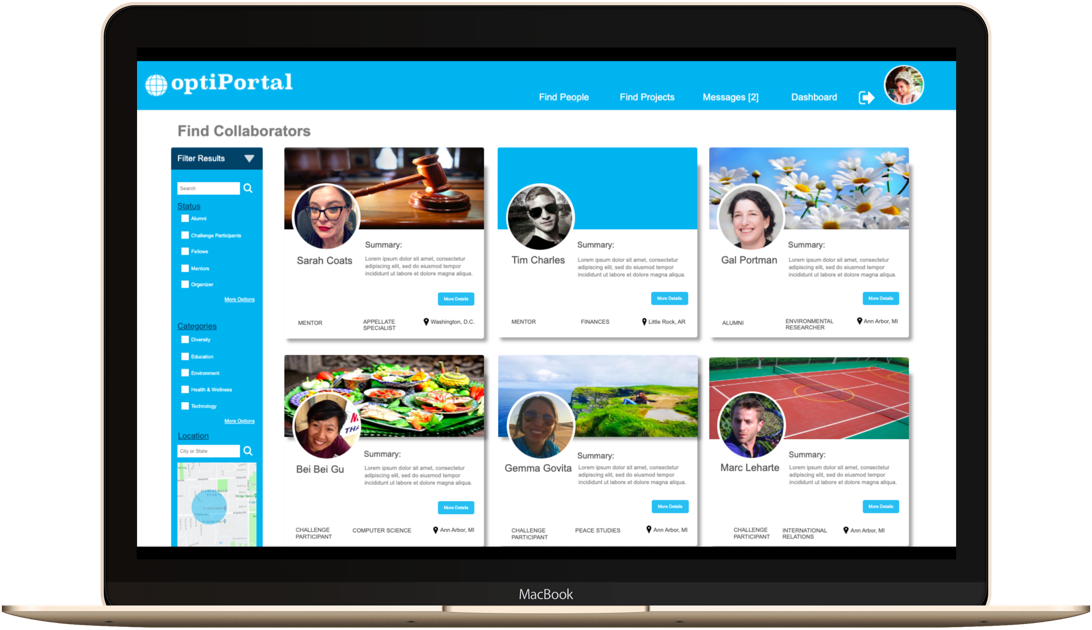 optiPortal
Find People
Find Projects
Messages [2]
Dashboard
Find Collaborators
Filter Results
Search
Status
Alumni
Challenge Participants
Fellows
Mentors
Organizer
More Options
Categories
Diversity
Education
Environment
Health & Wellness
Technology
More Options
Location
City or State
Sarah Coats
Summary:
Lorem ipsum dolor sit amet, consectetur
adipiscing elit, sed do eiusmod tempor
incididunt ut labore et dolore magna aliqua.
More Details
MENTOR
APPELLATE
SPECIALIST
Washington, D.C.
Tim Charles
Summary:
Lorem ipsum dolor sit amet, consectetur
adipiscing elit, sed do eiusmod tempor
incididunt ut labore et dolore magna aliqua.
More Details
MENTOR
FINANCES
Little Rock, AR
Gal Portman
Summary:
Lorem ipsum dolor sit amet, consectetur
adipiscing elit, sed do eiusmod tempor
incididunt ut labore et dolore magna aliqua.
More Details
ALUMNI
ENVIRONMENTAL
RESEARCHER
Ann Arbor, MI
Bei Bei Gu
Summary:
Lorem ipsum dolor sit amet, consectetur
adipiscing elit, sed do eiusmod tempor
incididunt ut labore et dolore magna aliqua.
More Details
CHALLENGE
PARTICIPANT
COMPUTER SCIENCE
Ann Arbor, MI
Gemma Govita
Summary:
Lorem ipsum dolor sit amet, consectetur
adipiscing elit, sed do eiusmod tempor
incididunt ut labore et dolore magna aliqua.
More Details
CHALLENGE
PARTICIPANT
PEACE STUDIES
Ann Arbor, MI
Marc Leharte
Summary:
Lorem ipsum dolor sit amet, consectetur
adipiscing elit, sed do eiusmod tempor
incididunt ut labore et dolore magna aliqua.
More Details
CHALLENGE
PARTICIPANT
INTERNATIONAL
RELATIONS
Ann Arbor, MI
MacBook